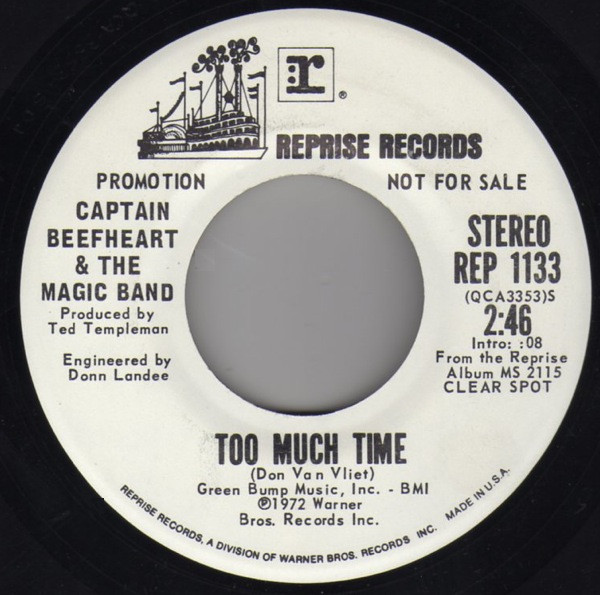 r
®
REPRISE RECORDS
PROMOTION
NOT FOR SALE
CAPTAIN
BEEFHEART
& THE
MAGIC BAND
Produced by
Ted Templeman
Engineered by
Donn Landee
STEREO
REP 1133
(QCA3353)S
2:46
Intro: :08
From the Reprise
Album MS 2115
CLEAR SPOT
TOO MUCH TIME
(Don Van Vliet)
Green Bump Music, Inc. - BMI
℗1972 Warner
Bros. Records Inc.
REPRISE RECORDS, A DIVISION OF WARNER BROS. RECORDS INC. MADE IN U.S.A.